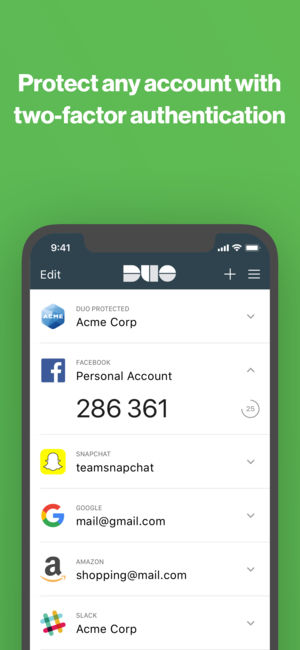 Protect any account with
two-factor authentication
9:41
Edit
DUO
ACME
DUO PROTECTED
Acme Corp
FACEBOOK
Personal Account
286 361
25
SNAPCHAT
teamsnapchat
GOOGLE
mail@gmail.com
AMAZON
shopping@mail.com
SLACK
Acme Corp